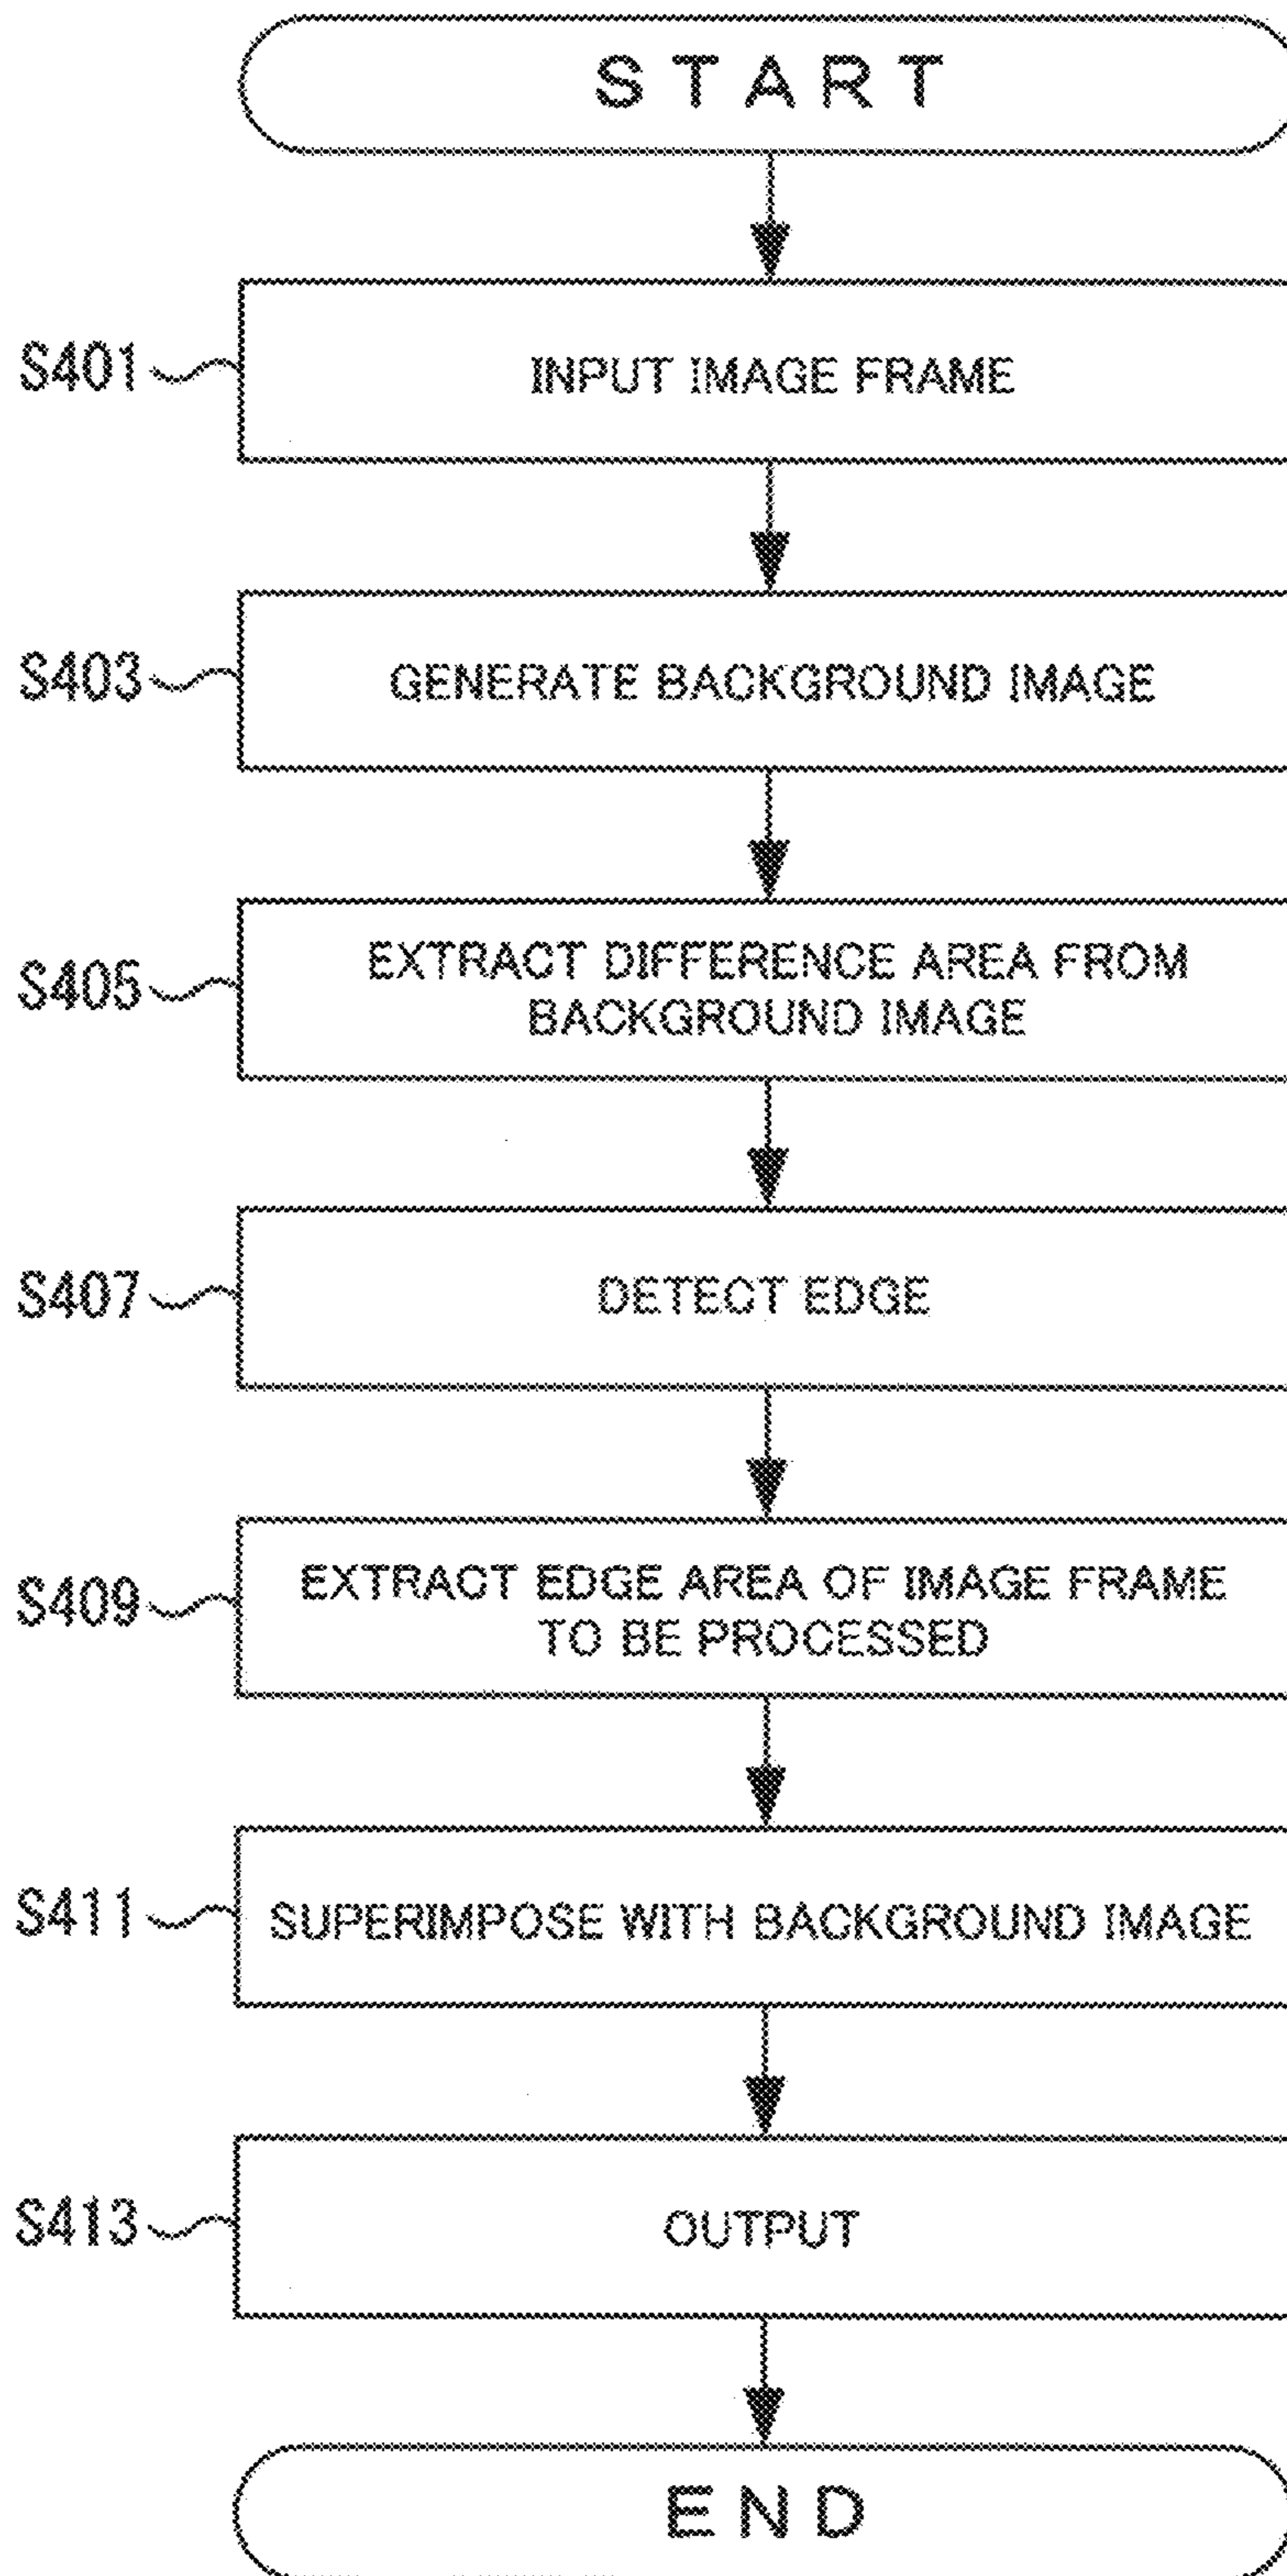 START
S401
INPUT IMAGE FRAME
S403
GENERATE BACKGROUND IMAGE
S405
EXTRACT DIFFERENCE AREA FROM
BACKGROUND IMAGE
S407
DETECT EDGE
S409
EXTRACT EDGE AREA OF IMAGE FRAME
TO BE PROCESSED
S411
SUPERIMPOSE WITH BACKGROUND IMAGE
S413
OUTPUT
END